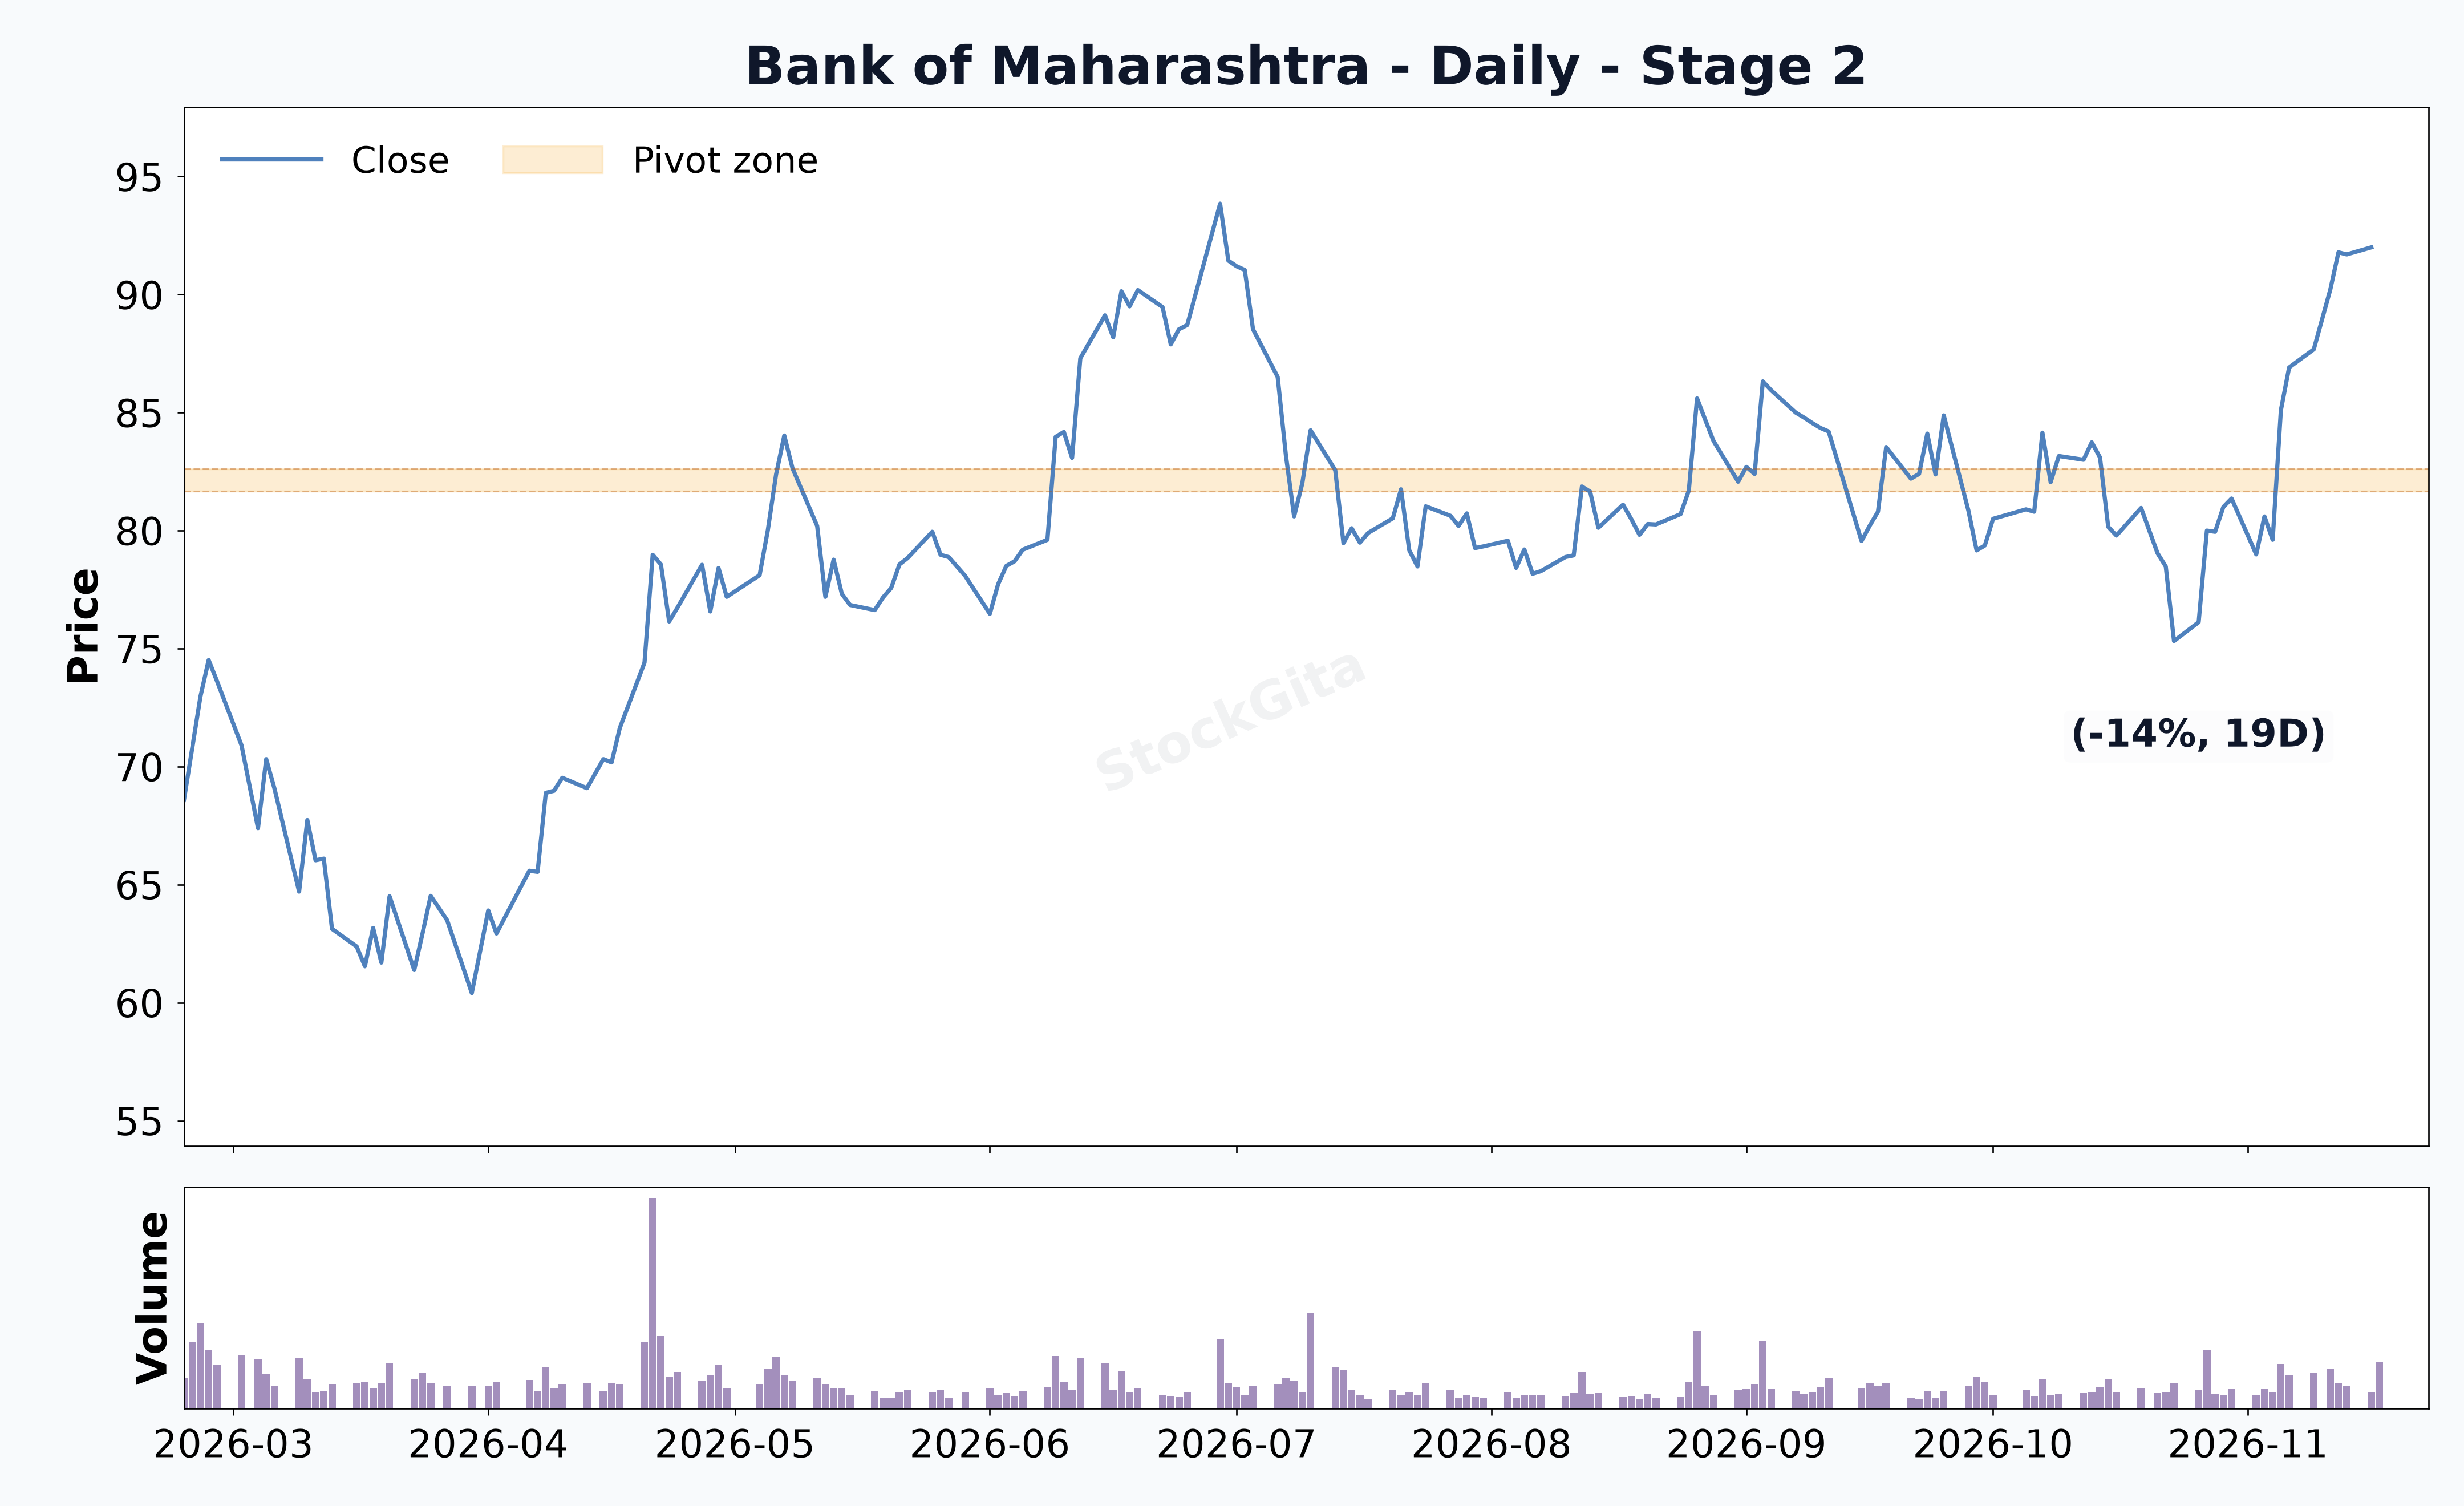 Bank of Maharashtra - Daily - Stage 2
Close
Pivot zone
95
90
85
80
75
70
65
60
55
Price
StockGita
(-14%, 19D)
Volume
2026-03
2026-04
2026-05
2026-06
2026-07
2026-08
2026-09
2026-10
2026-11